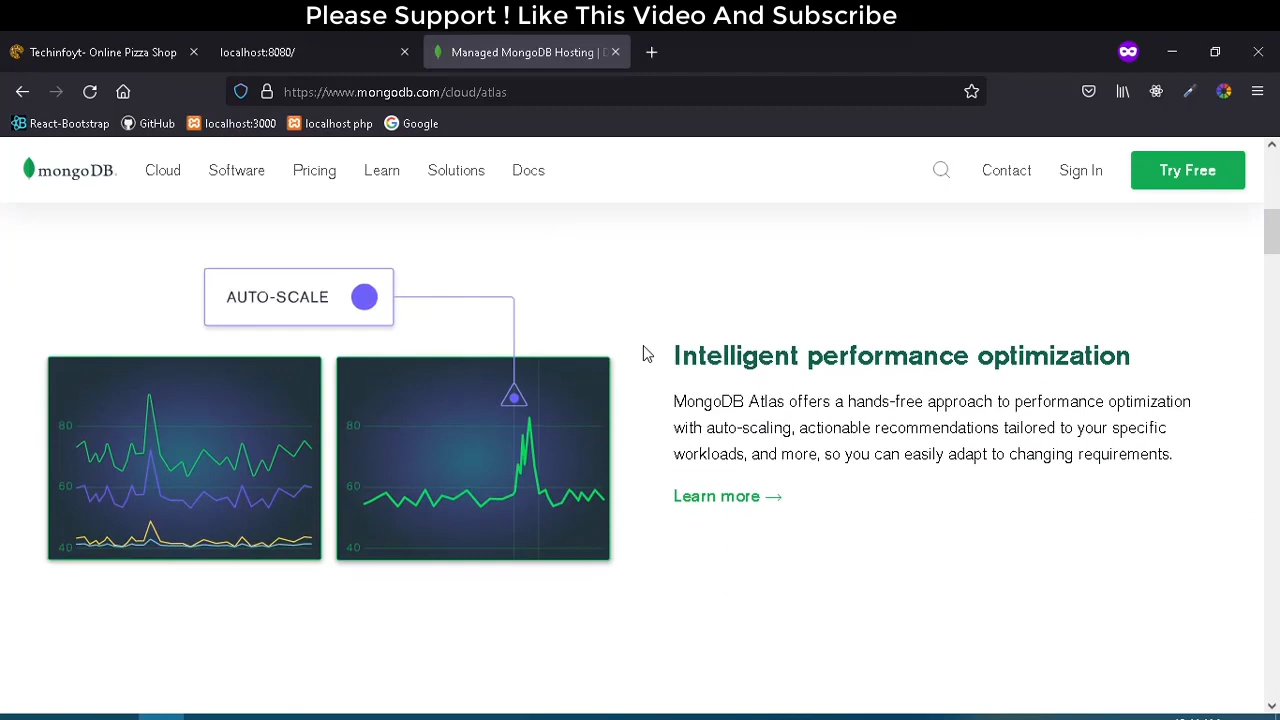 Please Support ! Like This Video And Subscribe
Techinfoyt- Online Pizza Shop
localhost:8080/
Managed MongoDB Hosting |
https://www.mongodb.com/cloud/atlas
React-Bootstrap GitHub localhost:3000 localhost php Google
mongoDB. Cloud Software Pricing Learn Solutions Docs Contact Sign In Try Free
AUTO-SCALE
80
60
40
80
60
40
Intelligent performance optimization
MongoDB Atlas offers a hands-free approach to performance optimization
with auto-scaling, actionable recommendations tailored to your specific
workloads, and more, so you can easily adapt to changing requirements.
Learn more →